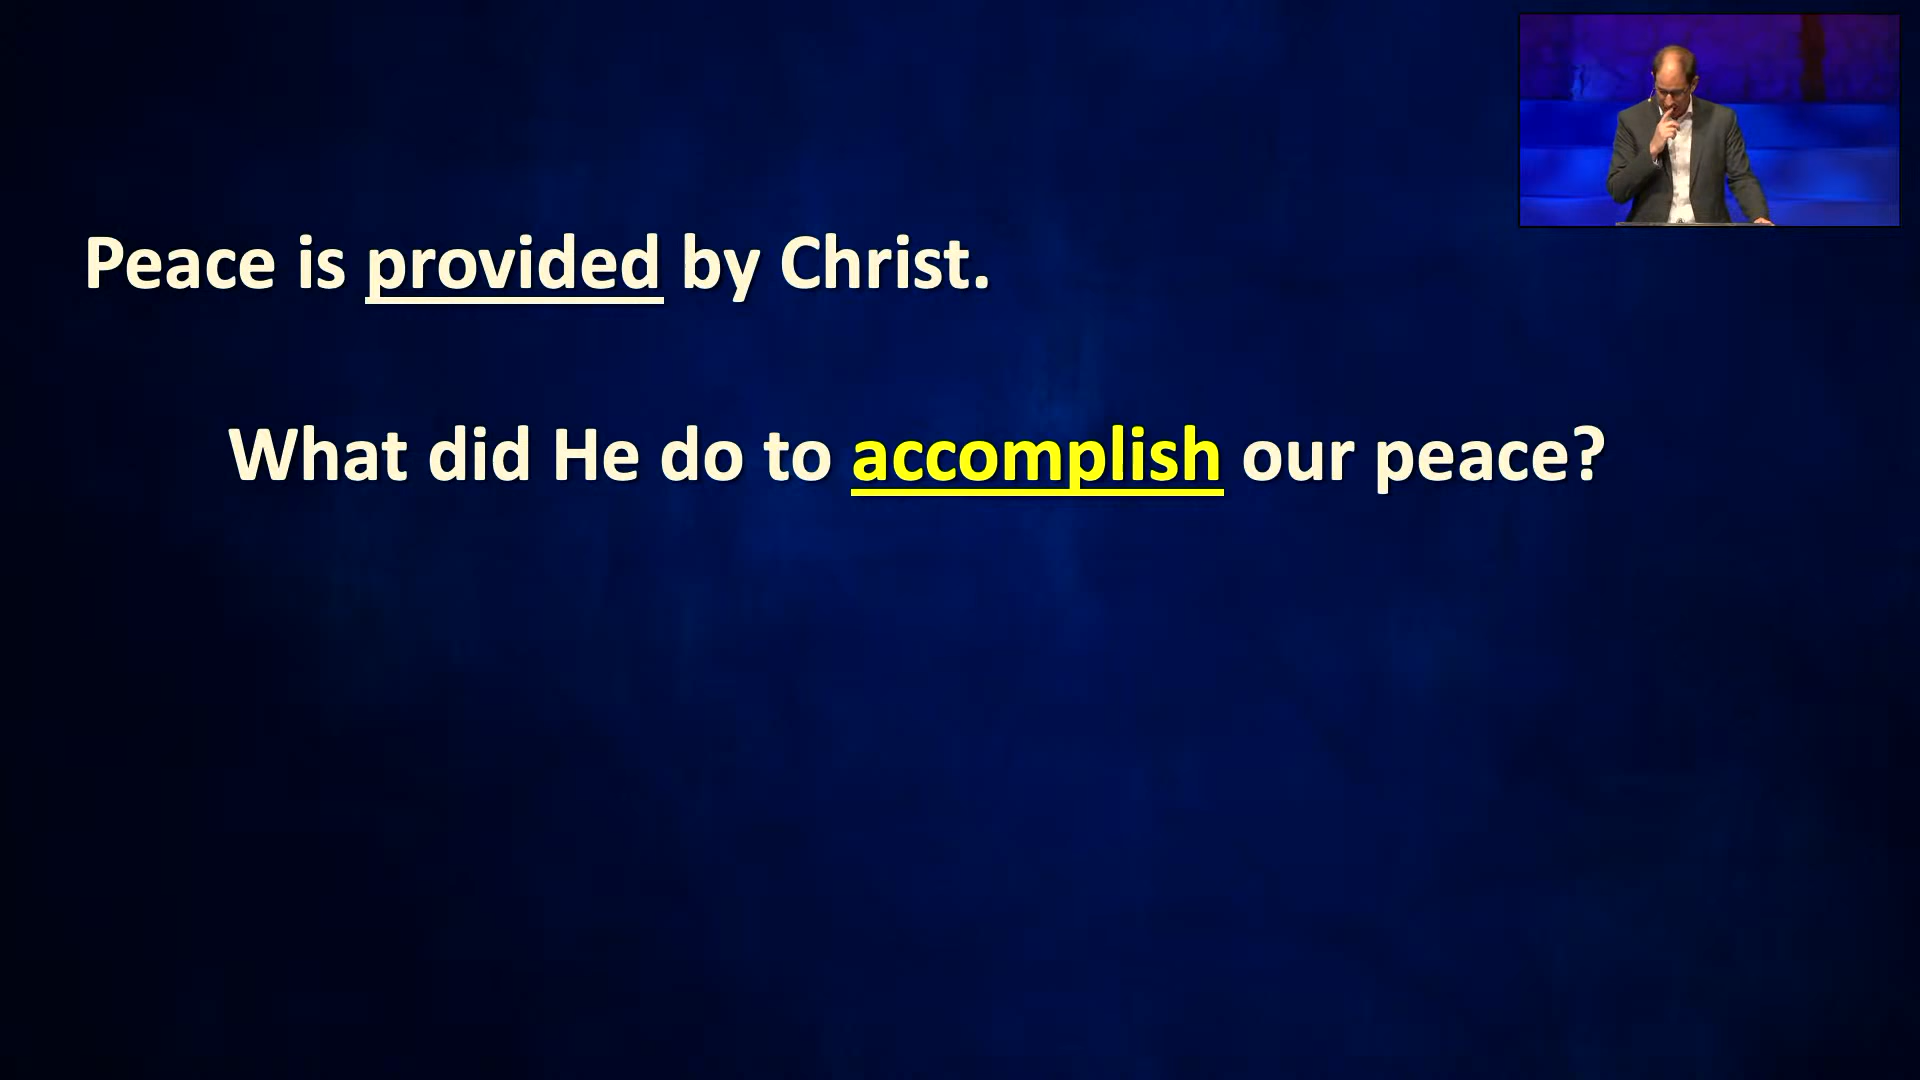 Peace is provided by Christ.
What did He do to accomplish our peace?